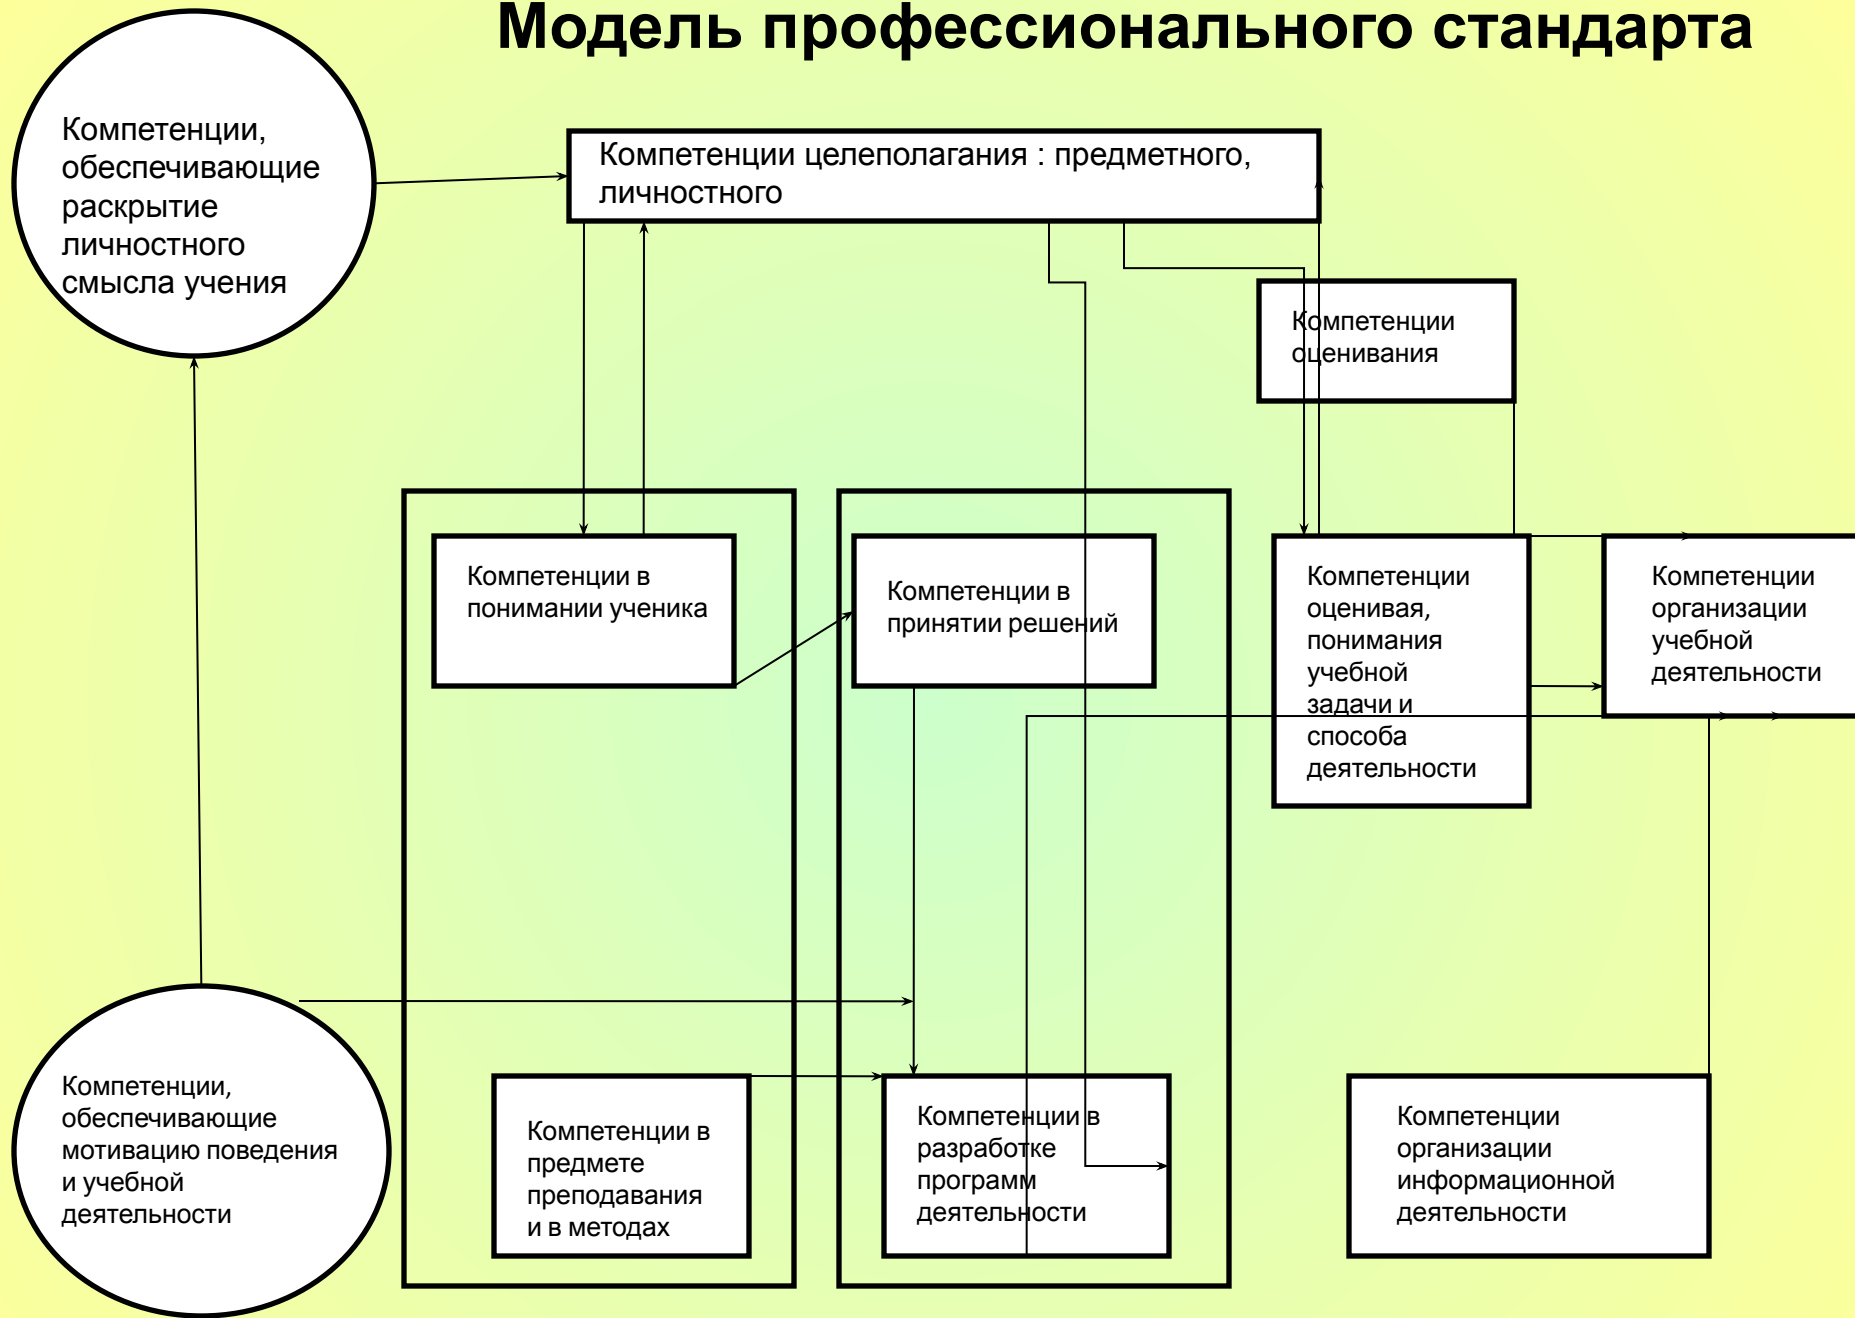 Модель профессионального стандарта
Компетенции,
обеспечивающие
раскрытие
личностного
смысла учения
Компетенции целеполагания : предметного,
личностного
Компетенции
оценивания
Компетенции в
понимании ученика
Компетенции в
принятии решений
Компетенции
оценивая,
понимания
учебной
задачи и
способа
деятельности
Компетенции
организации
учебной
деятельности
Компетенции,
обеспечивающие
мотивацию поведения
и учебной
деятельности
Компетенции в
предмете
преподавания
и в методах
Компетенции в
разработке
программ
деятельности
Компетенции
организации
информационной
деятельности